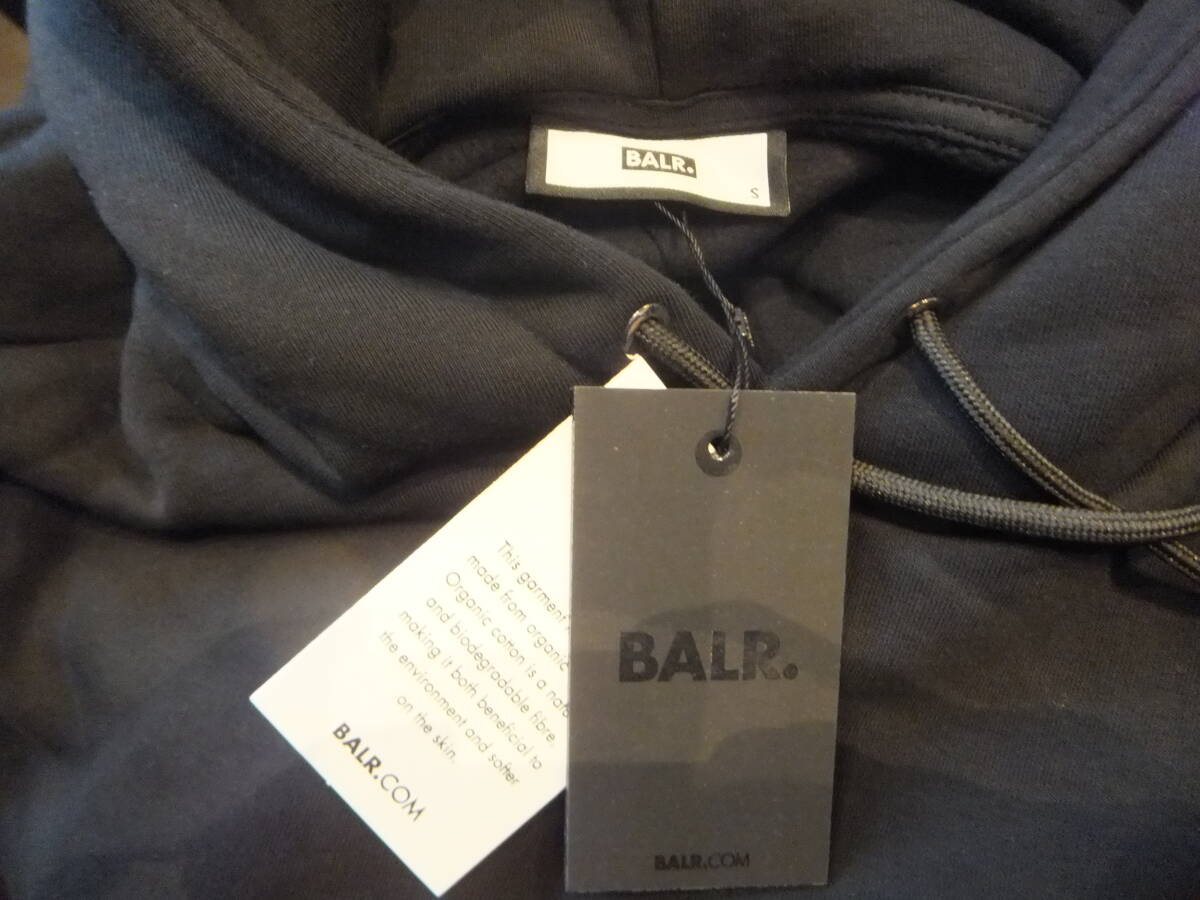 BALR.
S
This garment
made from organic
Organic cotton is a
and biodegradable fibre,
making it both beneficial to
the environment and softer
on the skin.
BALR.COM
BALR.
BALR.COM